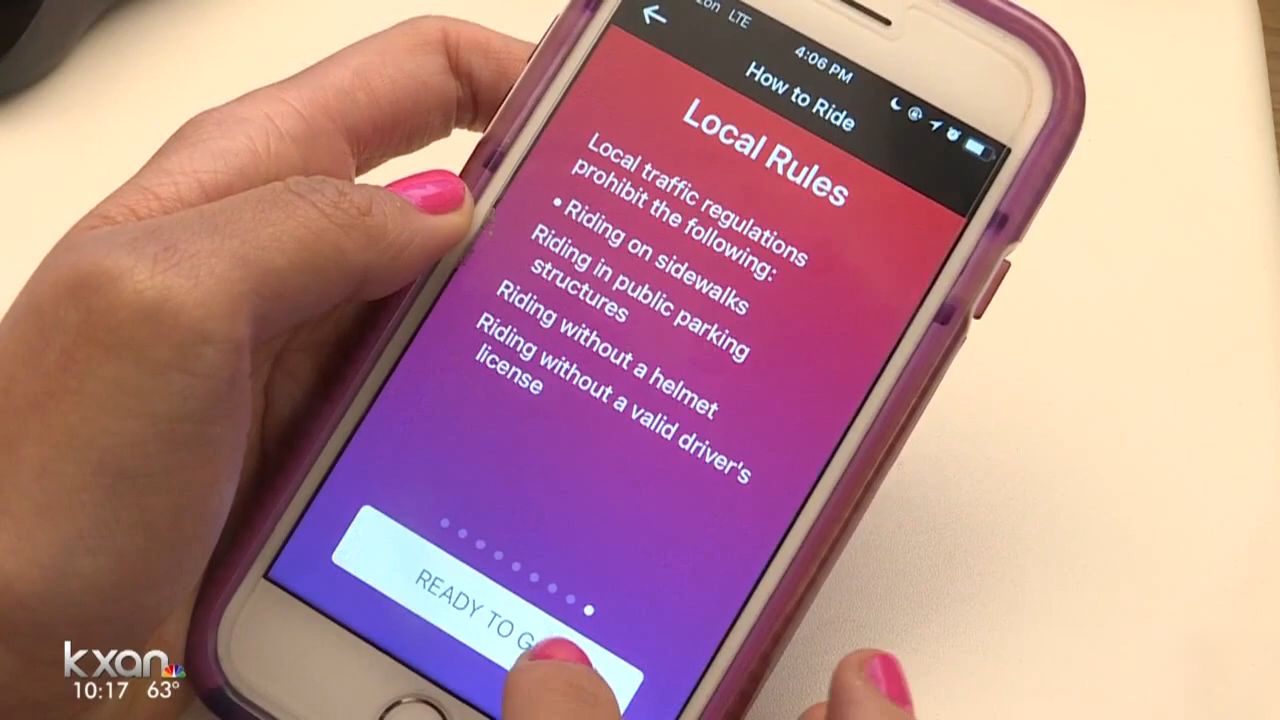 LTE
4:06 PM
How to Ride
Local Rules
Local traffic regulations
prohibit the following:
• Riding on sidewalks
Riding in public parking
structures
Riding without a helmet
Riding without a valid driver's
license
READY TO G
kxan
10:17 63°